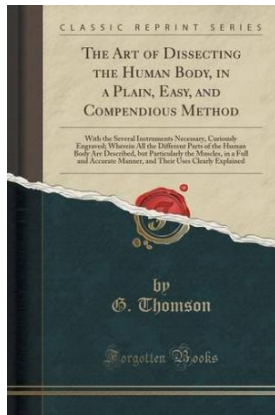 CLASSIC REPRINT SERIES
THE ART OF DISSECTING
THE HUMAN BODY, IN
A PLAIN, EASY, AND
COMPENDIOUS METHOD
With the Several Instruments Necessary, Curiously
Engraved; Wherein All the Different Parts of the Human
Body Are Described, but Particularly the Muscles, in a Full
and Accurate Manner, and Their Uses Clearly Explained
by
G. Thomson
Forgotten Books